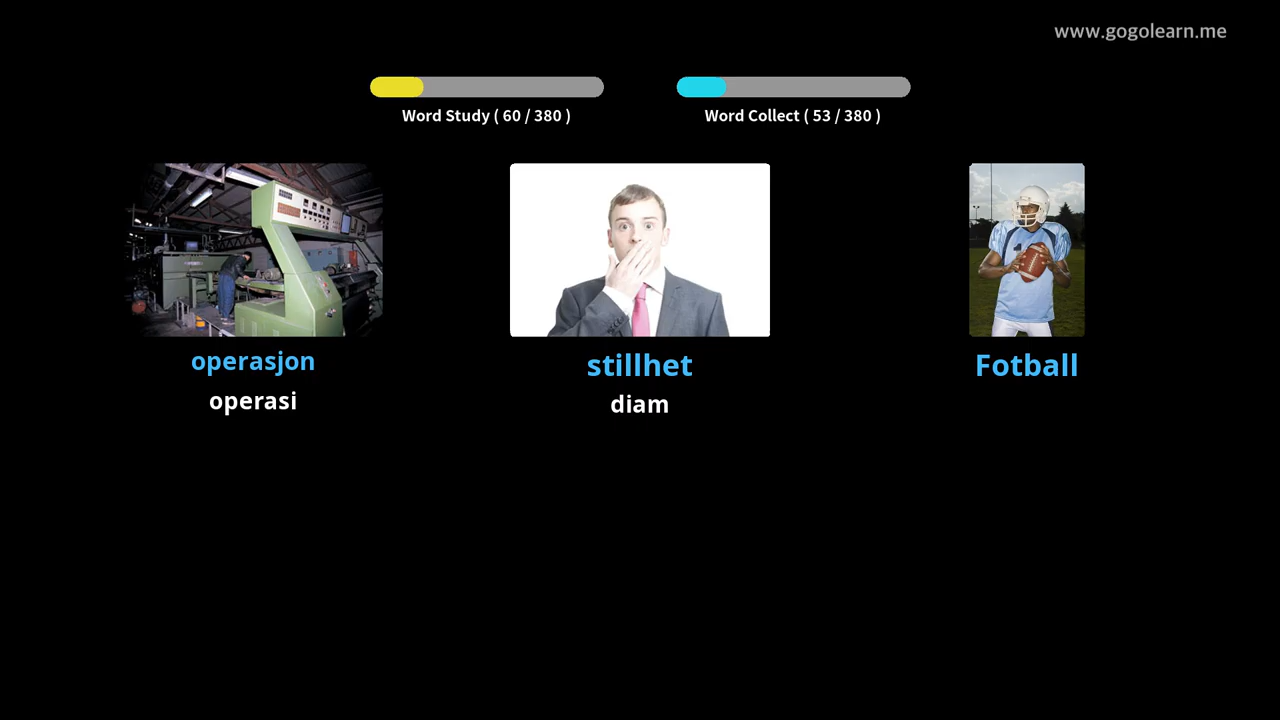 www.gogolearn.me
Word Study ( 60 / 380 )
Word Collect ( 53 / 380 )
operasjon
operasi
stillhet
diam
Fotball